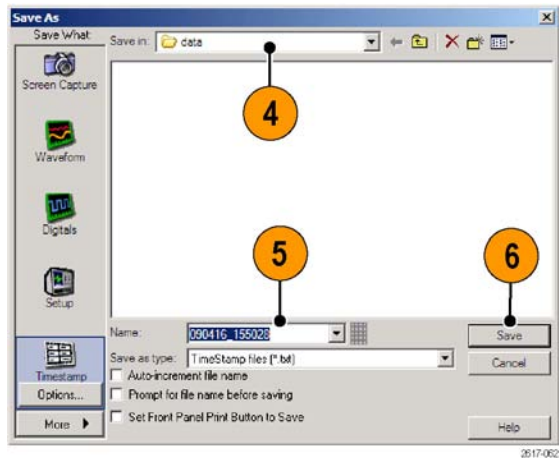 Save As
Save What:
Save in: data
Screen Capture
4
Waveform
Digitals
5
6
Setup
Name: 090416_155028
Save
Save as type: TimeStamp files (*.txt)
Cancel
Timestamp
Auto-increment file name
Options...
Prompt for file name before saving
Set Front Panel Print Button to Save
More
Help
2617-062